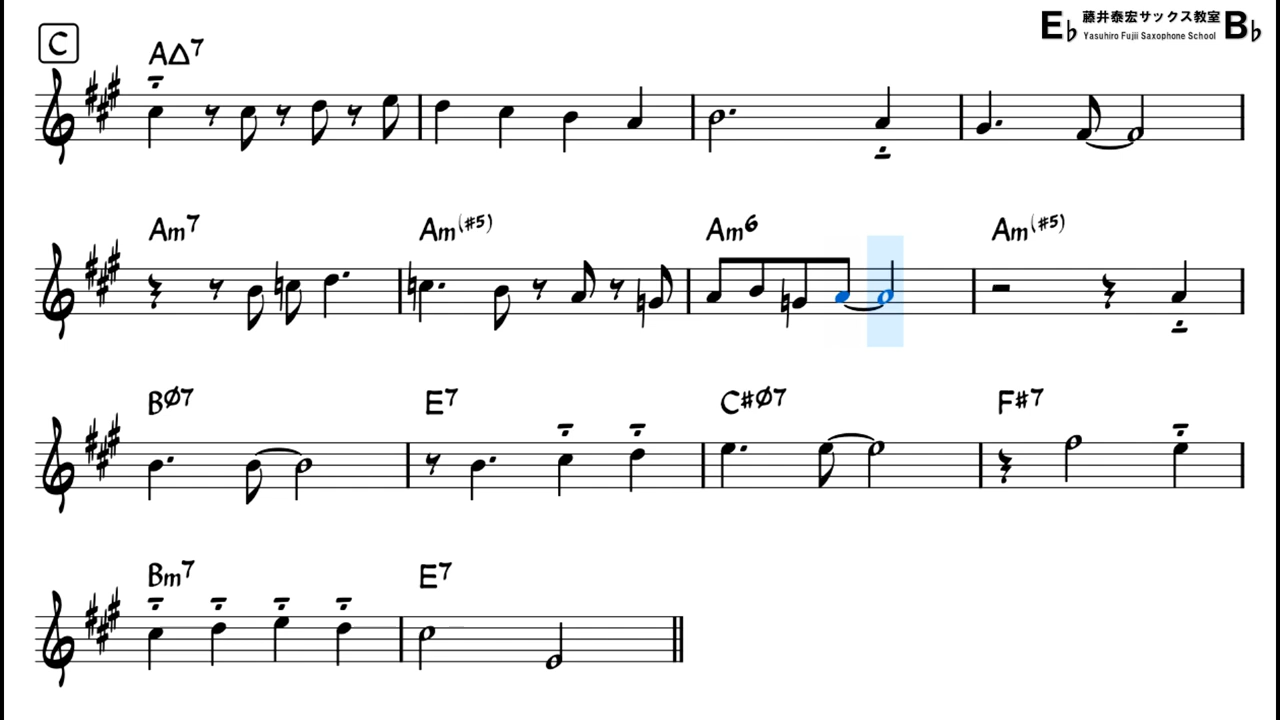 E♭ 藤井泰宏サックス教室 B♭
Yasuhiro Fujii Saxophone School
C
A△7
Am7 Am(#5) Am6 Am(#5)
BØ7 E7 C#Ø7 F#7
Bm7 E7